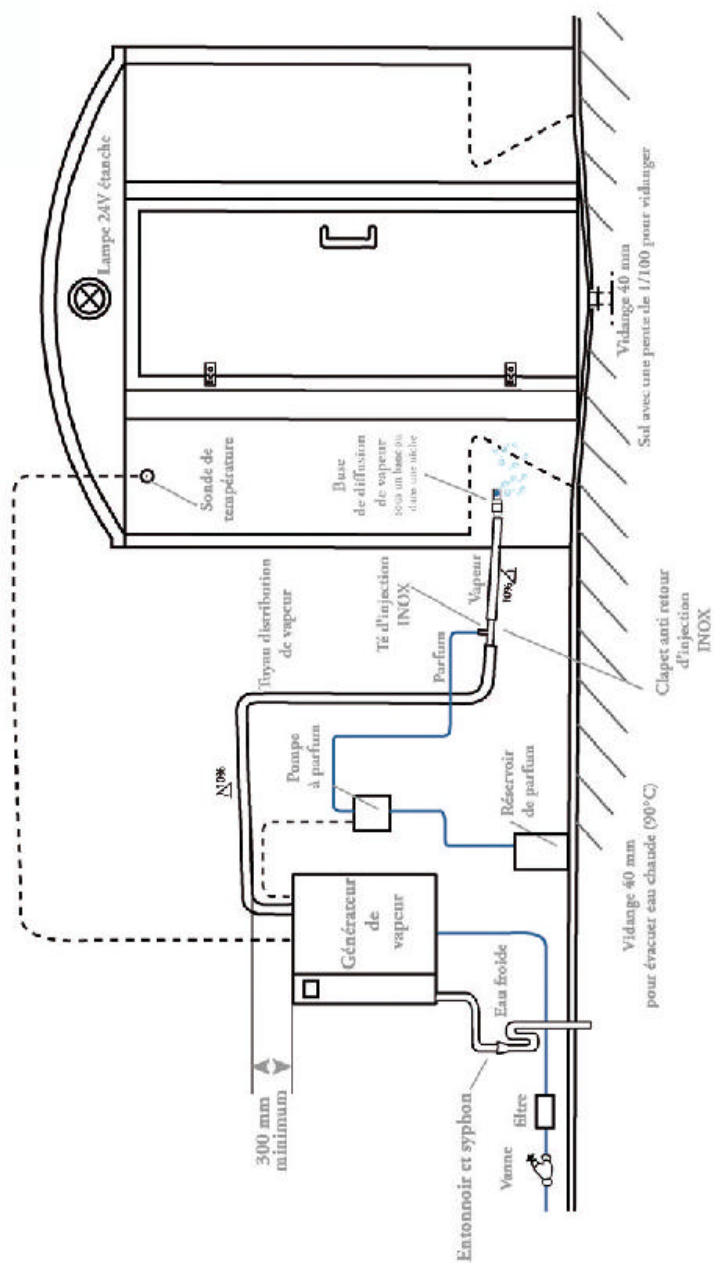 Lampe 24V étanche
Sonde de
température
Buse
de diffusion
de vapeur
sous un banc ou
dans une niche
Vidange 40 mm
Sol avec une pente de 1/100 pour vidanger
Tuyau distribution
de vapeur
10%
Té d'injection
INOX
Parfum
Vapeur
10%
Clapet anti retour
d'injection
INOX
Pompe
à parfum
Réservoir
de parfum
Générateur
de
vapeur
300 mm
minimum
Eau froide
Vidange 40 mm
pour évacuer eau chaude (90°C)
Entonnoir et syphon
filtre
Vanne